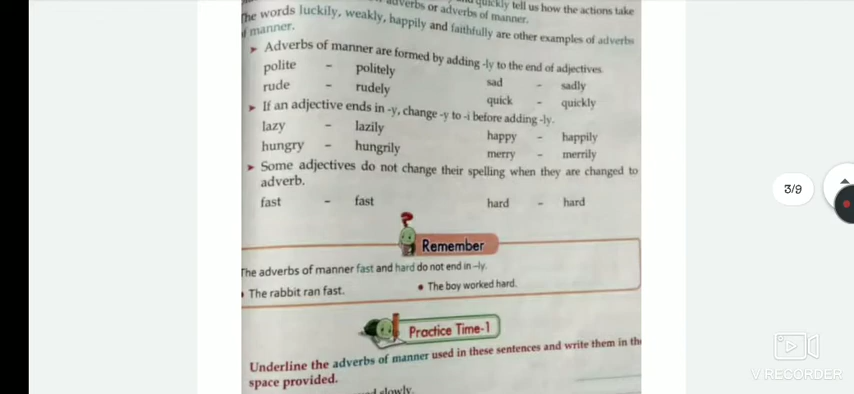 quickly tell us how the actions take
adverbs or adverbs of manner.
The words luckily, weakly, happily and faithfully are other examples of adverbs
of manner.
➤ Adverbs of manner are formed by adding -ly to the end of adjectives.
polite - politely sad - sadly
rude - rudely quick - quickly
➤ If an adjective ends in -y, change -y to -i before adding -ly.
lazy - lazily happy - happily
hungry - hungrily merry - merrily
➤ Some adjectives do not change their spelling when they are changed to
adverb.
fast - fast hard - hard
Remember
The adverbs of manner fast and hard do not end in -ly.
• The rabbit ran fast. • The boy worked hard.
Practice Time-1
Underline the adverbs of manner used in these sentences and write them in the
space provided.
slowly.
3/9
V RECORDER